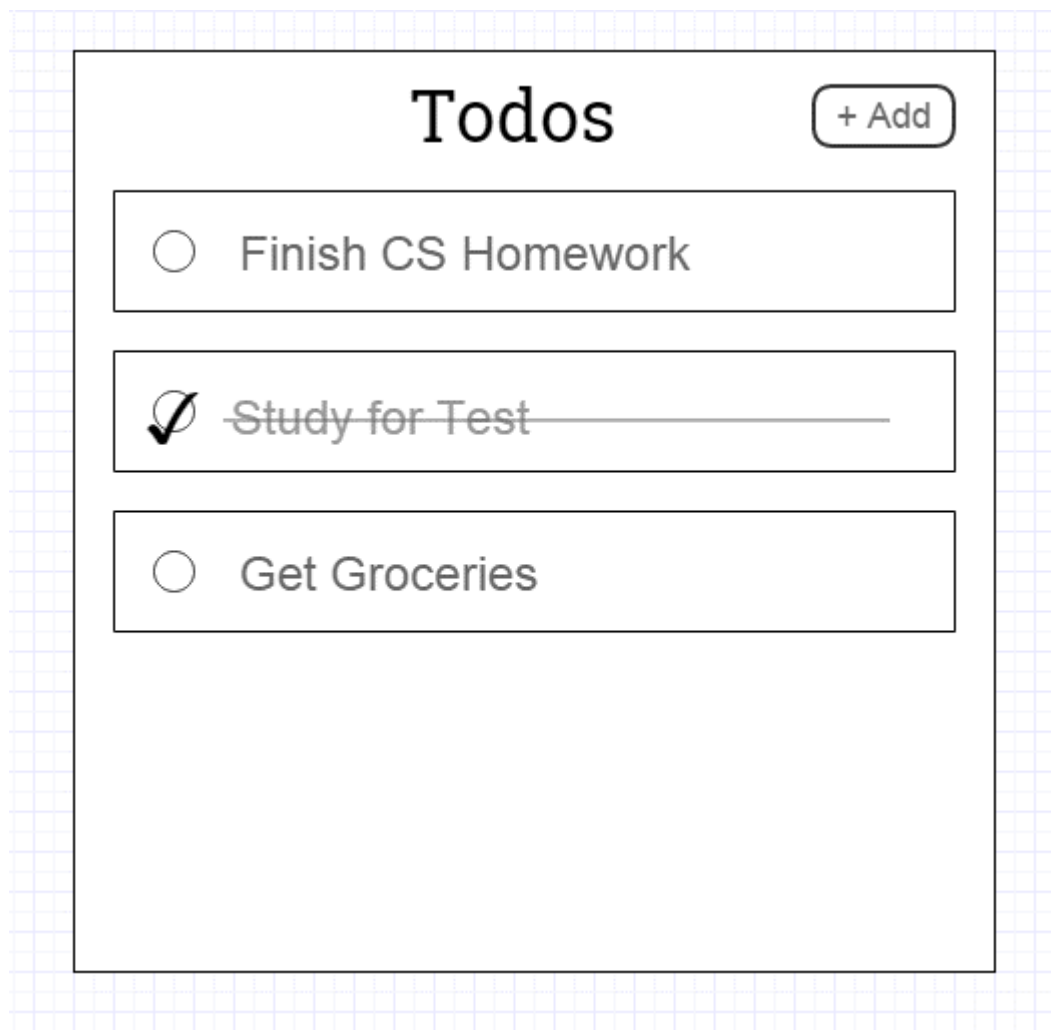 Todos
+ Add
Finish CS Homework
Study for Test
Get Groceries